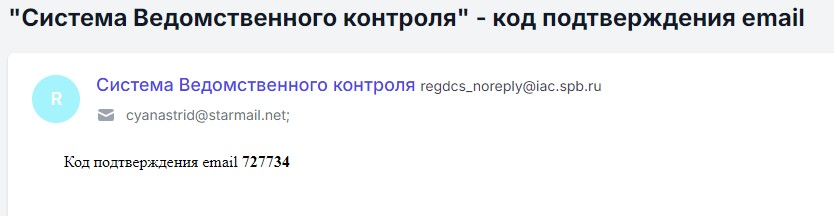 "Система Ведомственного контроля" - код подтверждения email
R
Система Ведомственного контроля regdcs_noreply@iac.spb.ru
cyanastrid@starmail.net;
Код подтверждения email 727734